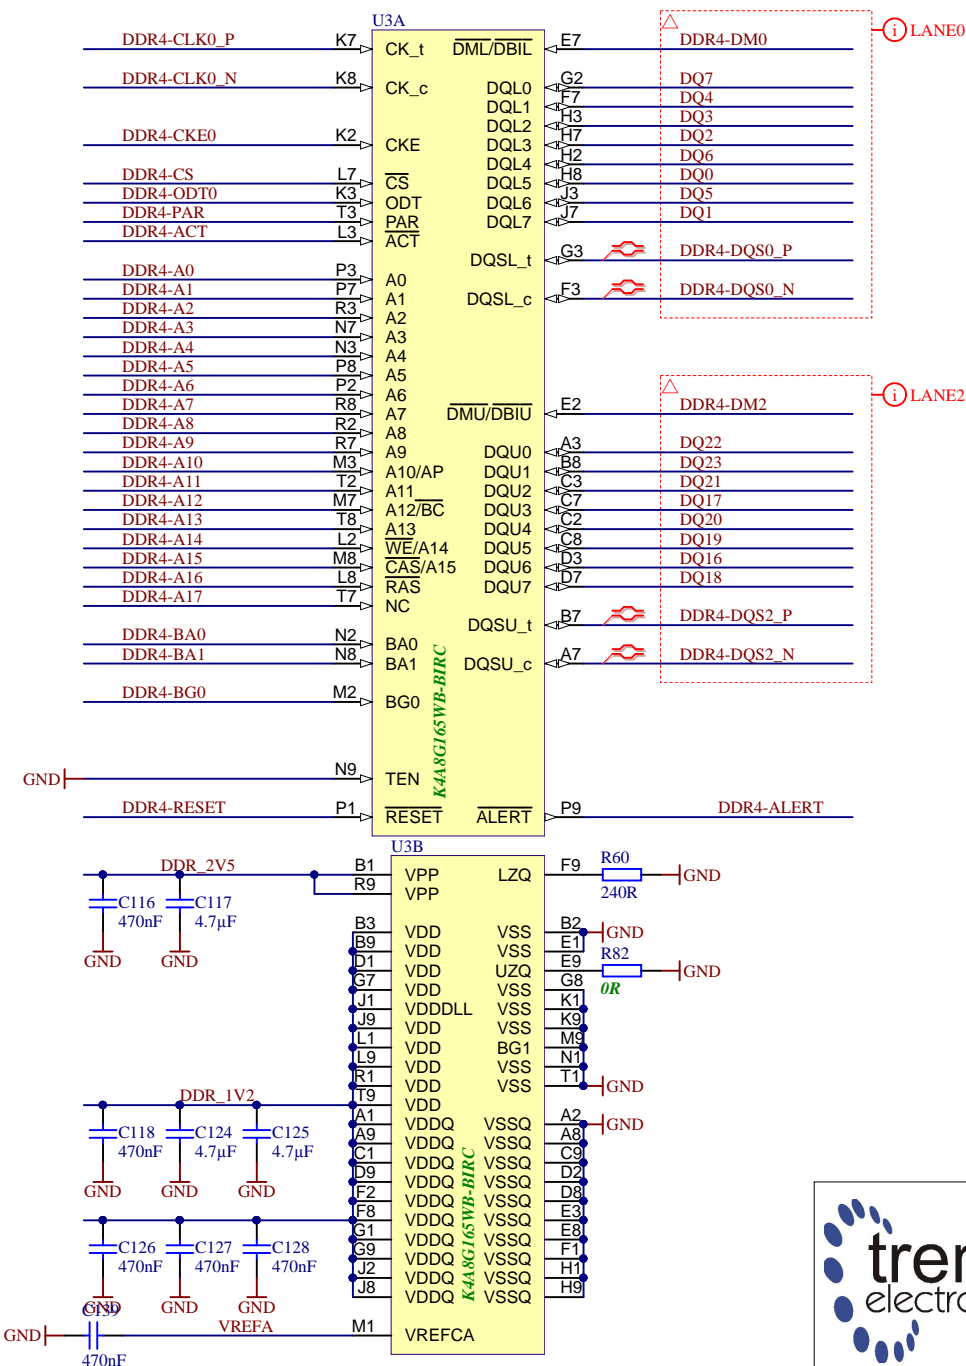 U3A
DDR4-CLK0_P K7 CK_t DML/DBIL E7 DDR4-DM0
i LANE0
DDR4-CLK0_N K8 CK_c DQL0 G2 DQ7
DQL1 F7 DQ4
DQL2 H3 DQ3
DDR4-CKE0 K2 CKE DQL3 H7 DQ2
DQL4 H2 DQ6
DDR4-CS L7 CS DQL5 H8 DQ0
DDR4-ODT0 K3 ODT DQL6 J3 DQ5
DDR4-PAR T3 PAR DQL7 J7 DQ1
DDR4-ACT L3 ACT
DQSL_t G3 DDR4-DQS0_P
DDR4-A0 P3 A0
DDR4-A1 P7 A1 DQSL_c F3 DDR4-DQS0_N
DDR4-A2 R3 A2
DDR4-A3 N7 A3
DDR4-A4 N3 A4
DDR4-A5 P8 A5
DDR4-A6 P2 A6
i LANE2
DDR4-A7 R8 A7 DMU/DBIU E2 DDR4-DM2
DDR4-A8 R2 A8
DDR4-A9 R7 A9 DQU0 A3 DQ22
DDR4-A10 M3 A10/AP DQU1 B8 DQ23
DDR4-A11 T2 A11 DQU2 C3 DQ21
DDR4-A12 M7 A12/BC DQU3 C7 DQ17
DDR4-A13 T8 A13 DQU4 C2 DQ20
DDR4-A14 L2 WE/A14 DQU5 C8 DQ19
DDR4-A15 M8 CAS/A15 DQU6 D3 DQ16
DDR4-A16 L8 RAS DQU7 D7 DQ18
DDR4-A17 T7 NC
DQSU_t B7 DDR4-DQS2_P
DDR4-BA0 N2 BA0
DDR4-BA1 N8 BA1 DQSU_c A7 DDR4-DQS2_N
DDR4-BG0 M2 BG0
K4A8G165WB-BIRC
GND N9 TEN
DDR4-RESET P1 RESET ALERT P9 DDR4-ALERT
U3B
DDR_2V5 B1 VPP LZQ F9 R60 240R GND
R9 VPP
C116 470nF GND
C117 4.7µF GND
B3 VDD VSS B2 GND
B9 VDD VSS E1
D1 VDD UZQ E9 R82 0R GND
G7 VDD VSS G8
J1 VDDDLL VSS K1
J9 VDD VSS K9
L1 VDD BG1 M9
L9 VDD VSS N1
R1 VDD VSS T1 GND
DDR_1V2 T9 VDD
A1 VDDQ VSSQ A2 GND
C118 470nF GND
C124 4.7µF GND
C125 4.7µF GND
A9 VDDQ VSSQ A8
C1 VDDQ VSSQ C9
D9 VDDQ VSSQ D2
F2 VDDQ VSSQ D8
F8 VDDQ VSSQ E3
G1 VDDQ VSSQ E8
G9 VDDQ VSSQ F1
J2 VDDQ VSSQ H1
J8 VDDQ VSSQ H9
K4A8G165WB-BIRC
C126 470nF GND
C127 470nF GND
C128 470nF GND
GND C139 470nF VREFA M1 VREFCA
tren
electro